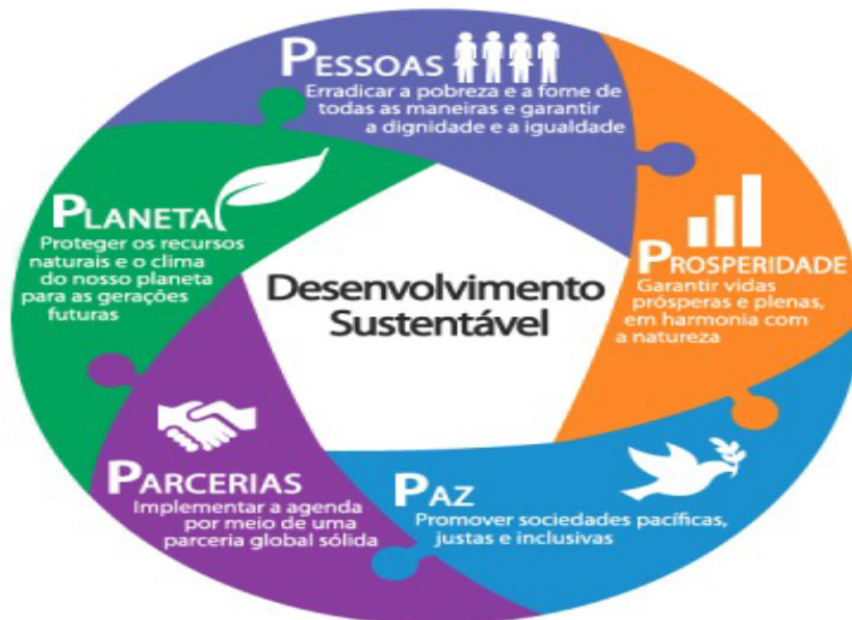 PESSOAS
Erradicar a pobreza e a fome de
todas as maneiras e garantir
a dignidade e a igualdade
PLANETA
Proteger os recursos
naturais e o clima
do nosso planeta
para as gerações
futuras
PROSPERIDADE
Garantir vidas
prósperas e plenas,
em harmonia com
a natureza
Desenvolvimento
Sustentável
PARCERIAS
Implementar a agenda
por meio de uma
parceria global sólida
PAZ
Promover sociedades pacíficas,
justas e inclusivas